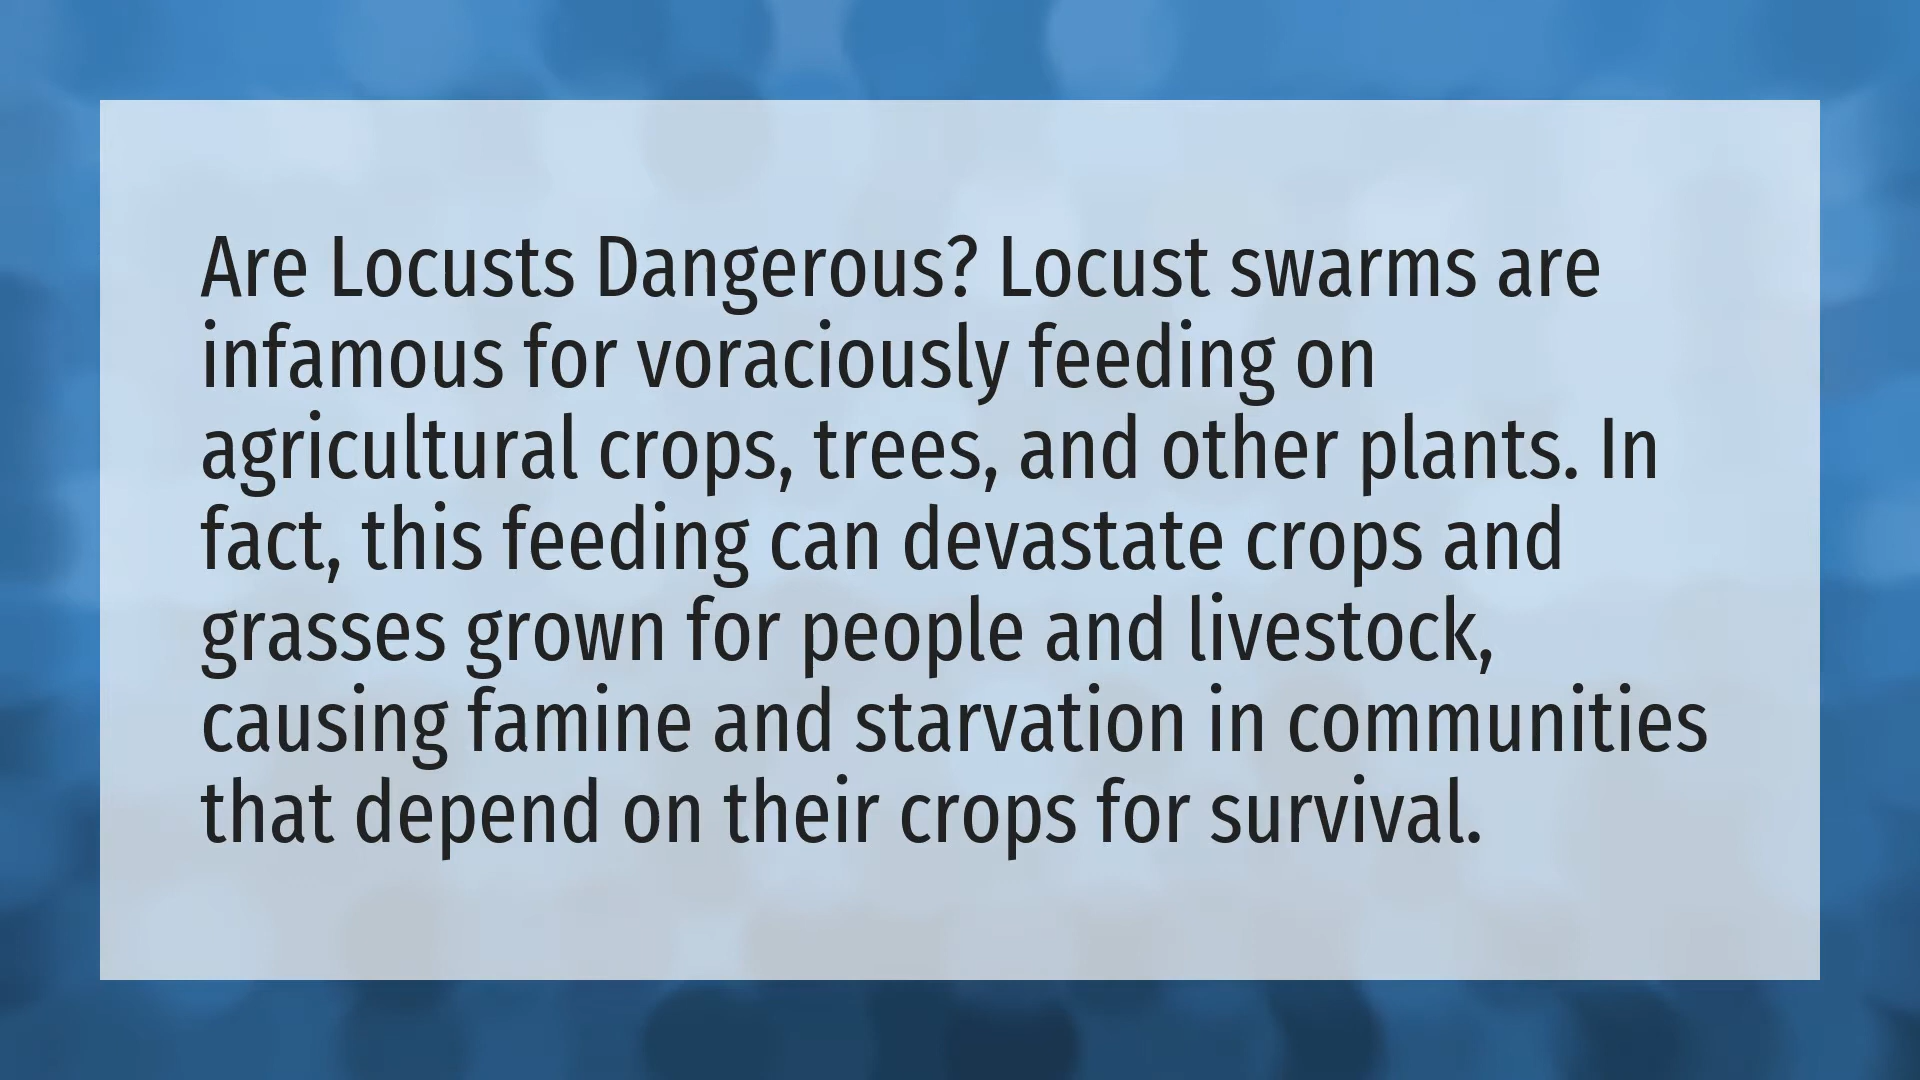 Are Locusts Dangerous? Locust swarms are
infamous for voraciously feeding on
agricultural crops, trees, and other plants. In
fact, this feeding can devastate crops and
grasses grown for people and livestock,
causing famine and starvation in communities
that depend on their crops for survival.